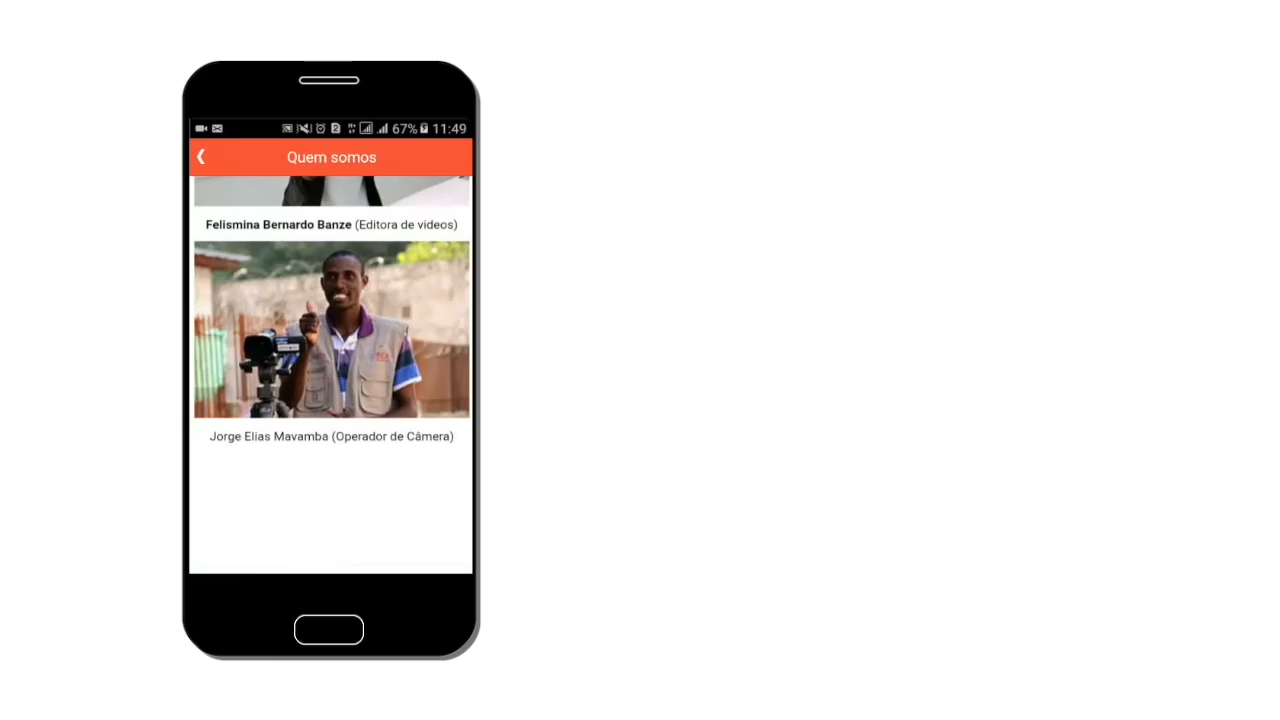 67% 11:49
Quem somos
Felismina Bernardo Banze (Editora de videos)
Jorge Elias Mavamba (Operador de Câmera)